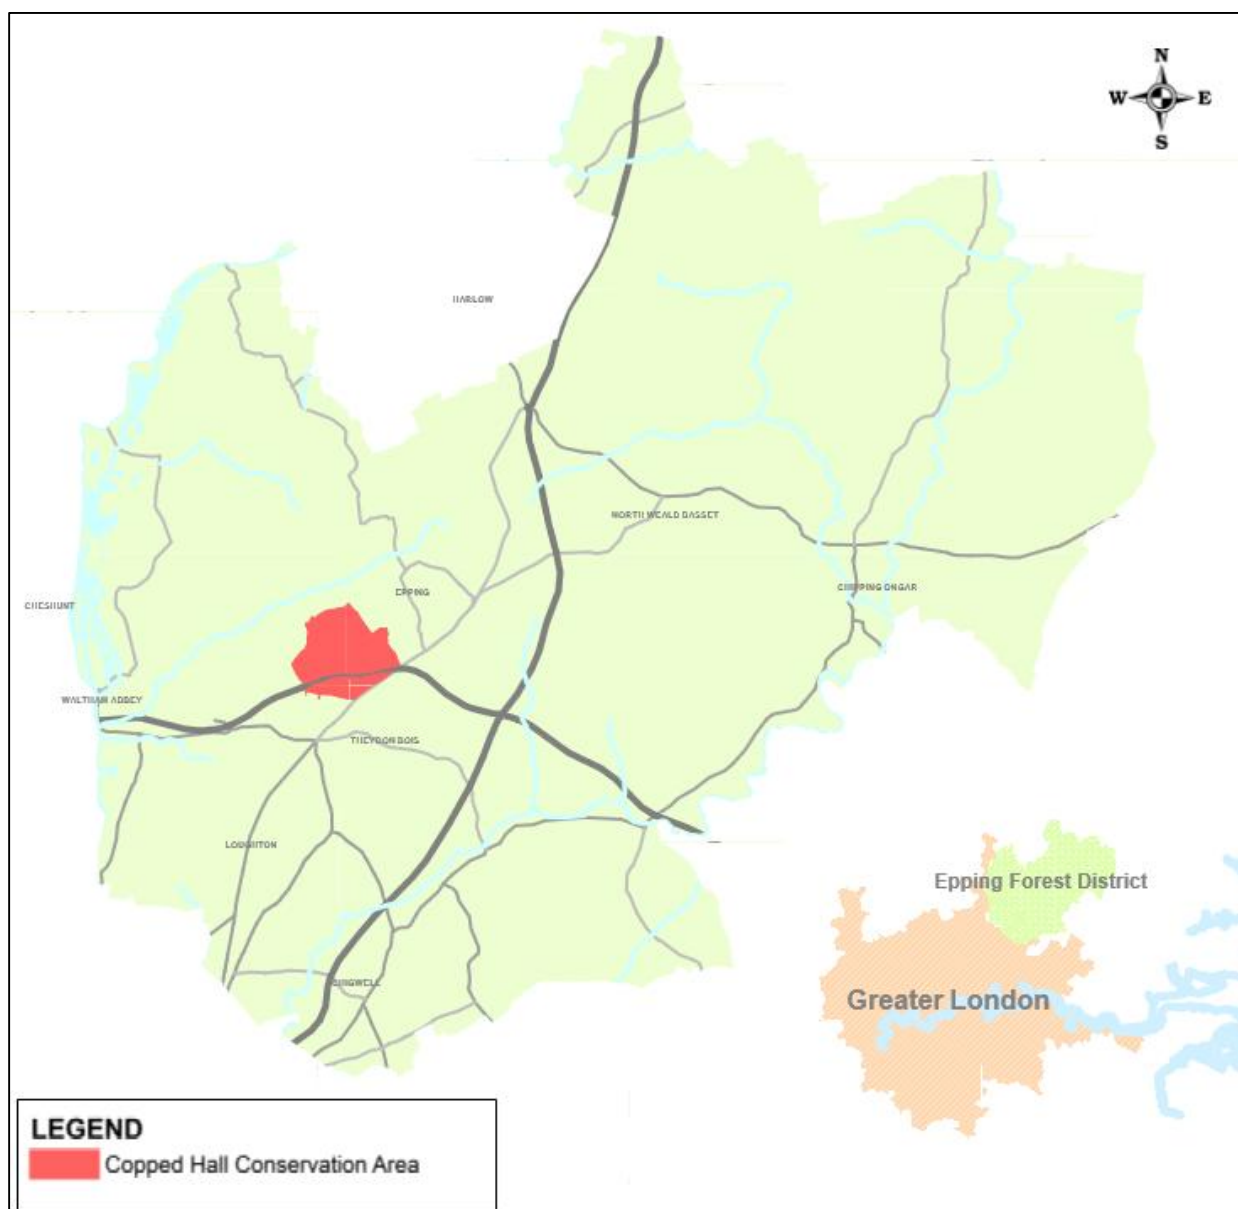 N
W E
S
HARLOW
NORTH WEALD BASSET
CHIPPING ONGAR
EPPING
CHESHUNT
WALTHAM ABBEY
THEYDON BOIS
LOUGHTON
Epping Forest District
Greater London
LEGEND
Copped Hall Conservation Area